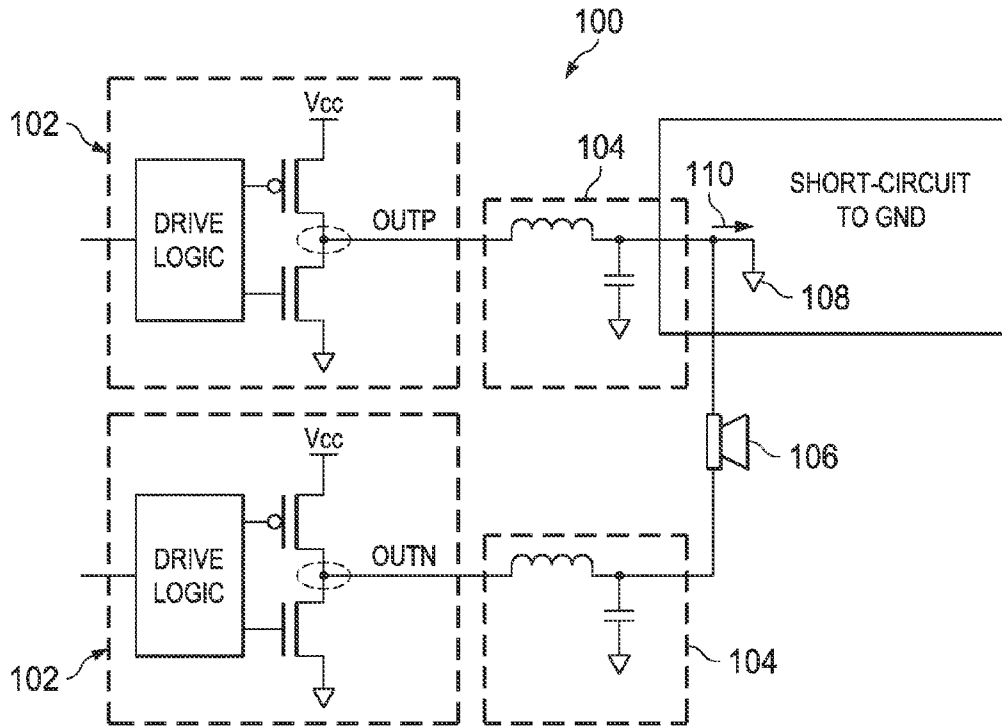 100
102
Vcc
DRIVE
LOGIC
OUTP
104
110
SHORT-CIRCUIT
TO GND
108
Vcc
DRIVE
LOGIC
OUTN
106
102
104